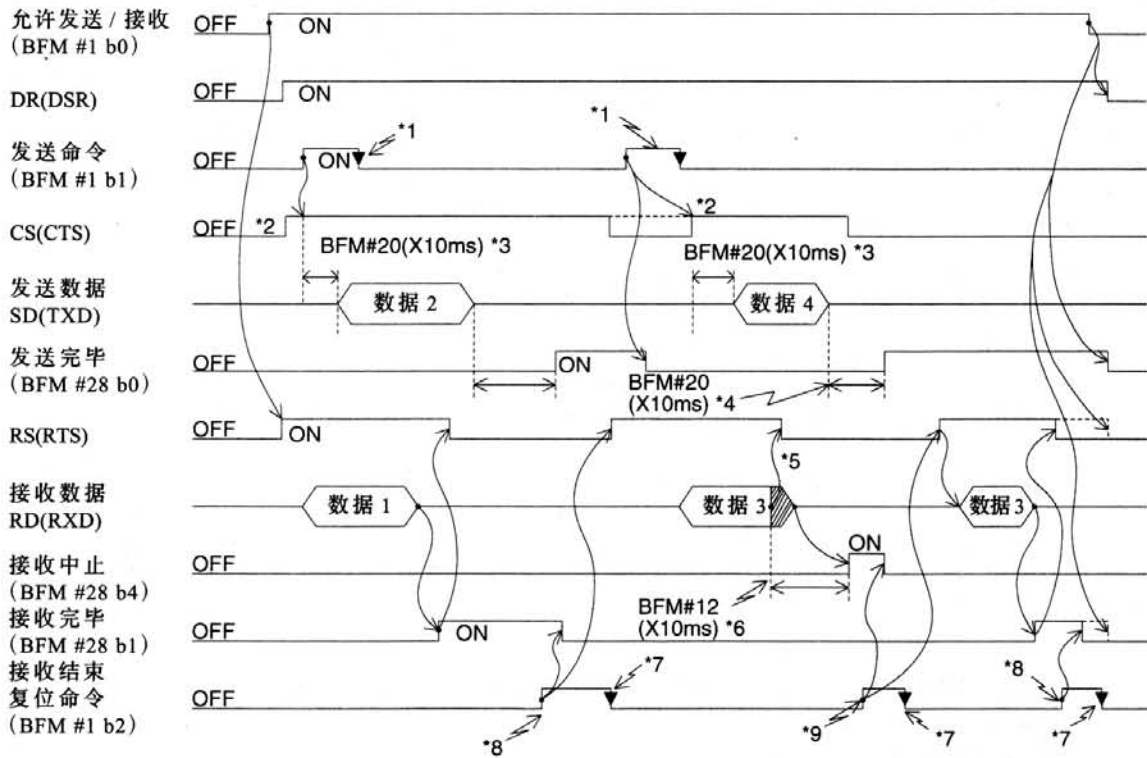 允许发送 / 接收
(BFM #1 b0)
OFF
ON
DR(DSR)
OFF
ON
发送命令
(BFM #1 b1)
OFF
ON
*1
*1
CS(CTS)
OFF
*2
*2
BFM#20(X10ms) *3
BFM#20(X10ms) *3
发送数据
SD(TXD)
数据 2
数据 4
发送完毕
(BFM #28 b0)
OFF
ON
BFM#20
(X10ms) *4
RS(RTS)
OFF
ON
*5
接收数据
RD(RXD)
数据 1
数据 3
数据 3
接收中止
(BFM #28 b4)
OFF
ON
BFM#12
(X10ms) *6
接收完毕
(BFM #28 b1)
OFF
ON
接收结束
复位命令
(BFM #1 b2)
OFF
*7
*8
*8
*9
*7
*7